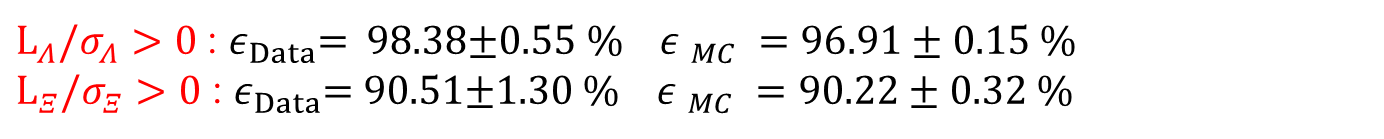 L_Λ/σ_Λ > 0 : ϵ_Data= 98.38±0.55 % ϵ _MC = 96.91 ± 0.15 %
L_Ξ/σ_Ξ > 0 : ϵ_Data= 90.51±1.30 % ϵ _MC = 90.22 ± 0.32 %